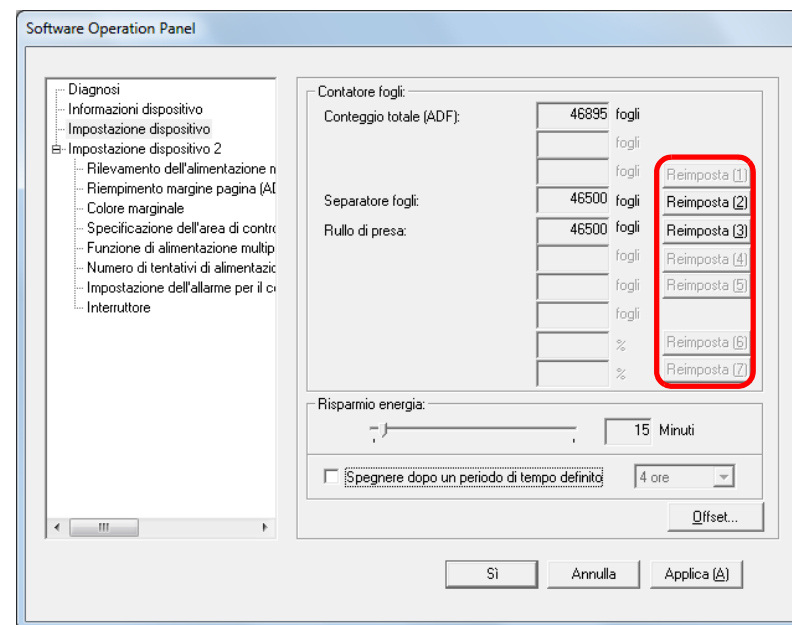 Software Operation Panel
Diagnosi
Informazioni dispositivo
Impostazione dispositivo
Impostazione dispositivo 2
Rilevamento dell'alimentazione n
Riempimento margine pagina (AD
Colore marginale
Specificazione dell'area di contro
Funzione di alimentazione multip
Numero di tentativi di alimentazic
Impostazione dell'allarme per il co
Interruttore
Contatore fogli:
Conteggio totale (ADF): 46895 fogli
fogli
fogli Reimposta (1)
Separatore fogli: 46500 fogli Reimposta (2)
Rullo di presa: 46500 fogli Reimposta (3)
fogli Reimposta (4)
fogli Reimposta (5)
fogli
% Reimposta (6)
% Reimposta (7)
Risparmio energia:
15 Minuti
Spegnere dopo un periodo di tempo definito 4 ore
Offset...
Sì Annulla Applica (A)